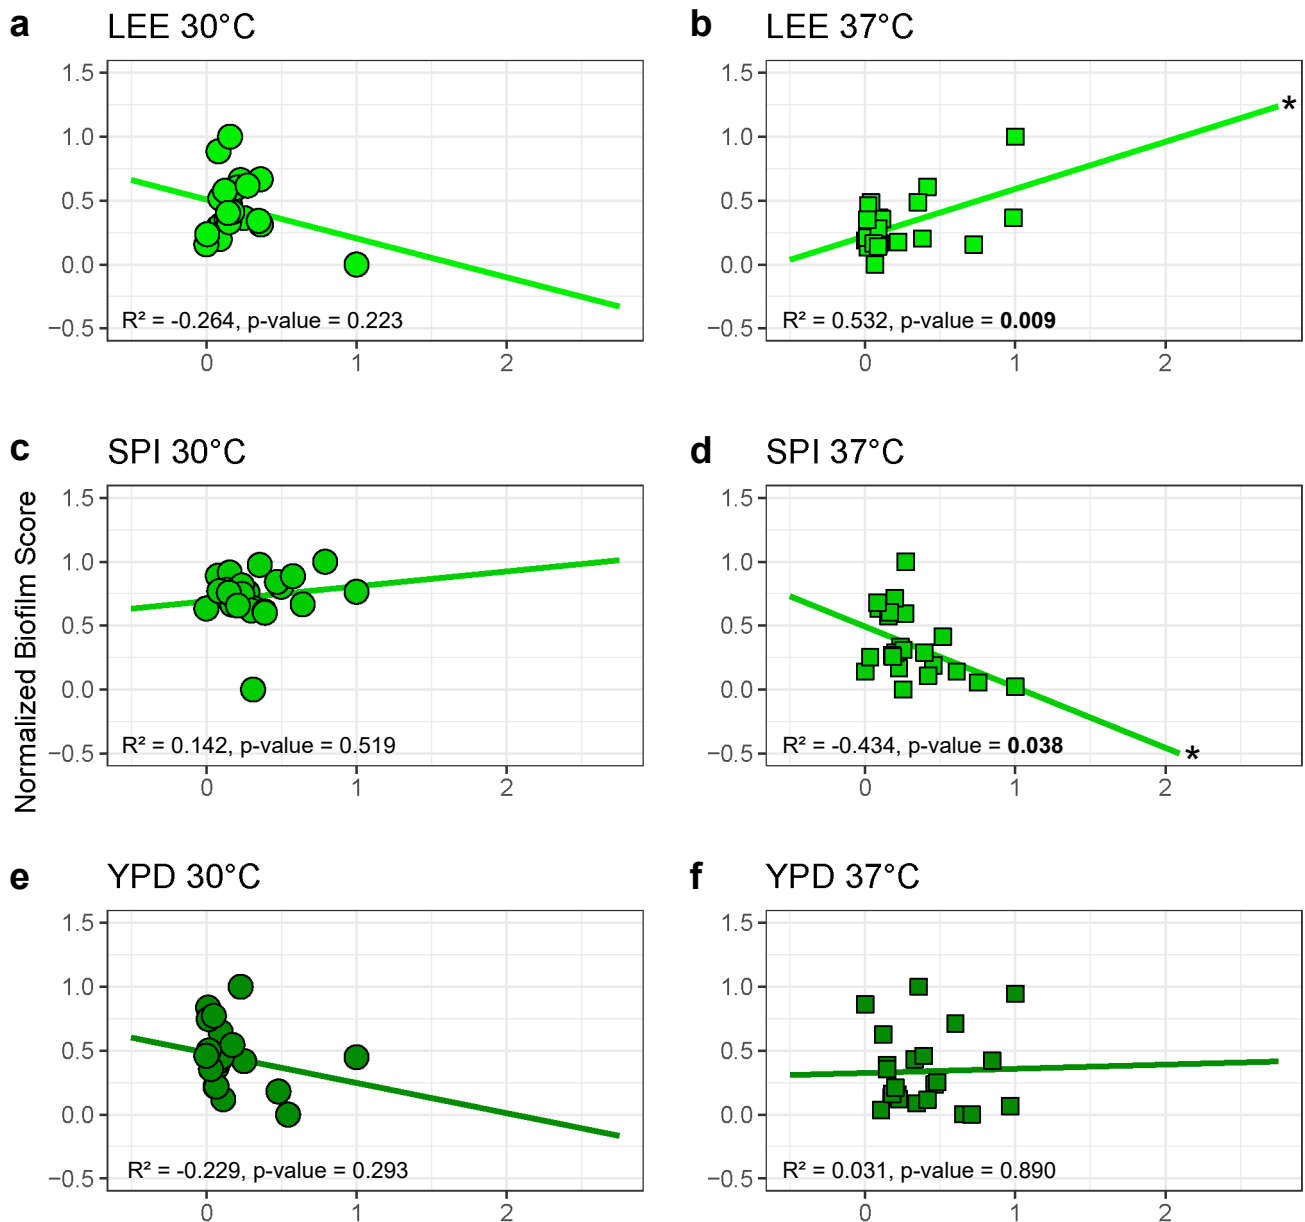 a LEE 30°C
1.5
1.0
0.5
0.0
−0.5
R² = -0.264, p-value = 0.223
0 1 2
b LEE 37°C
1.5
1.0
0.5
0.0
−0.5
*
R² = 0.532, p-value = 0.009
0 1 2
Normalized Biofilm Score
c SPI 30°C
1.5
1.0
0.5
0.0
−0.5
R² = 0.142, p-value = 0.519
0 1 2
d SPI 37°C
1.5
1.0
0.5
0.0
−0.5
R² = -0.434, p-value = 0.038
*
0 1 2
e YPD 30°C
1.5
1.0
0.5
0.0
−0.5
R² = -0.229, p-value = 0.293
0 1 2
f YPD 37°C
1.5
1.0
0.5
0.0
−0.5
R² = 0.031, p-value = 0.890
0 1 2